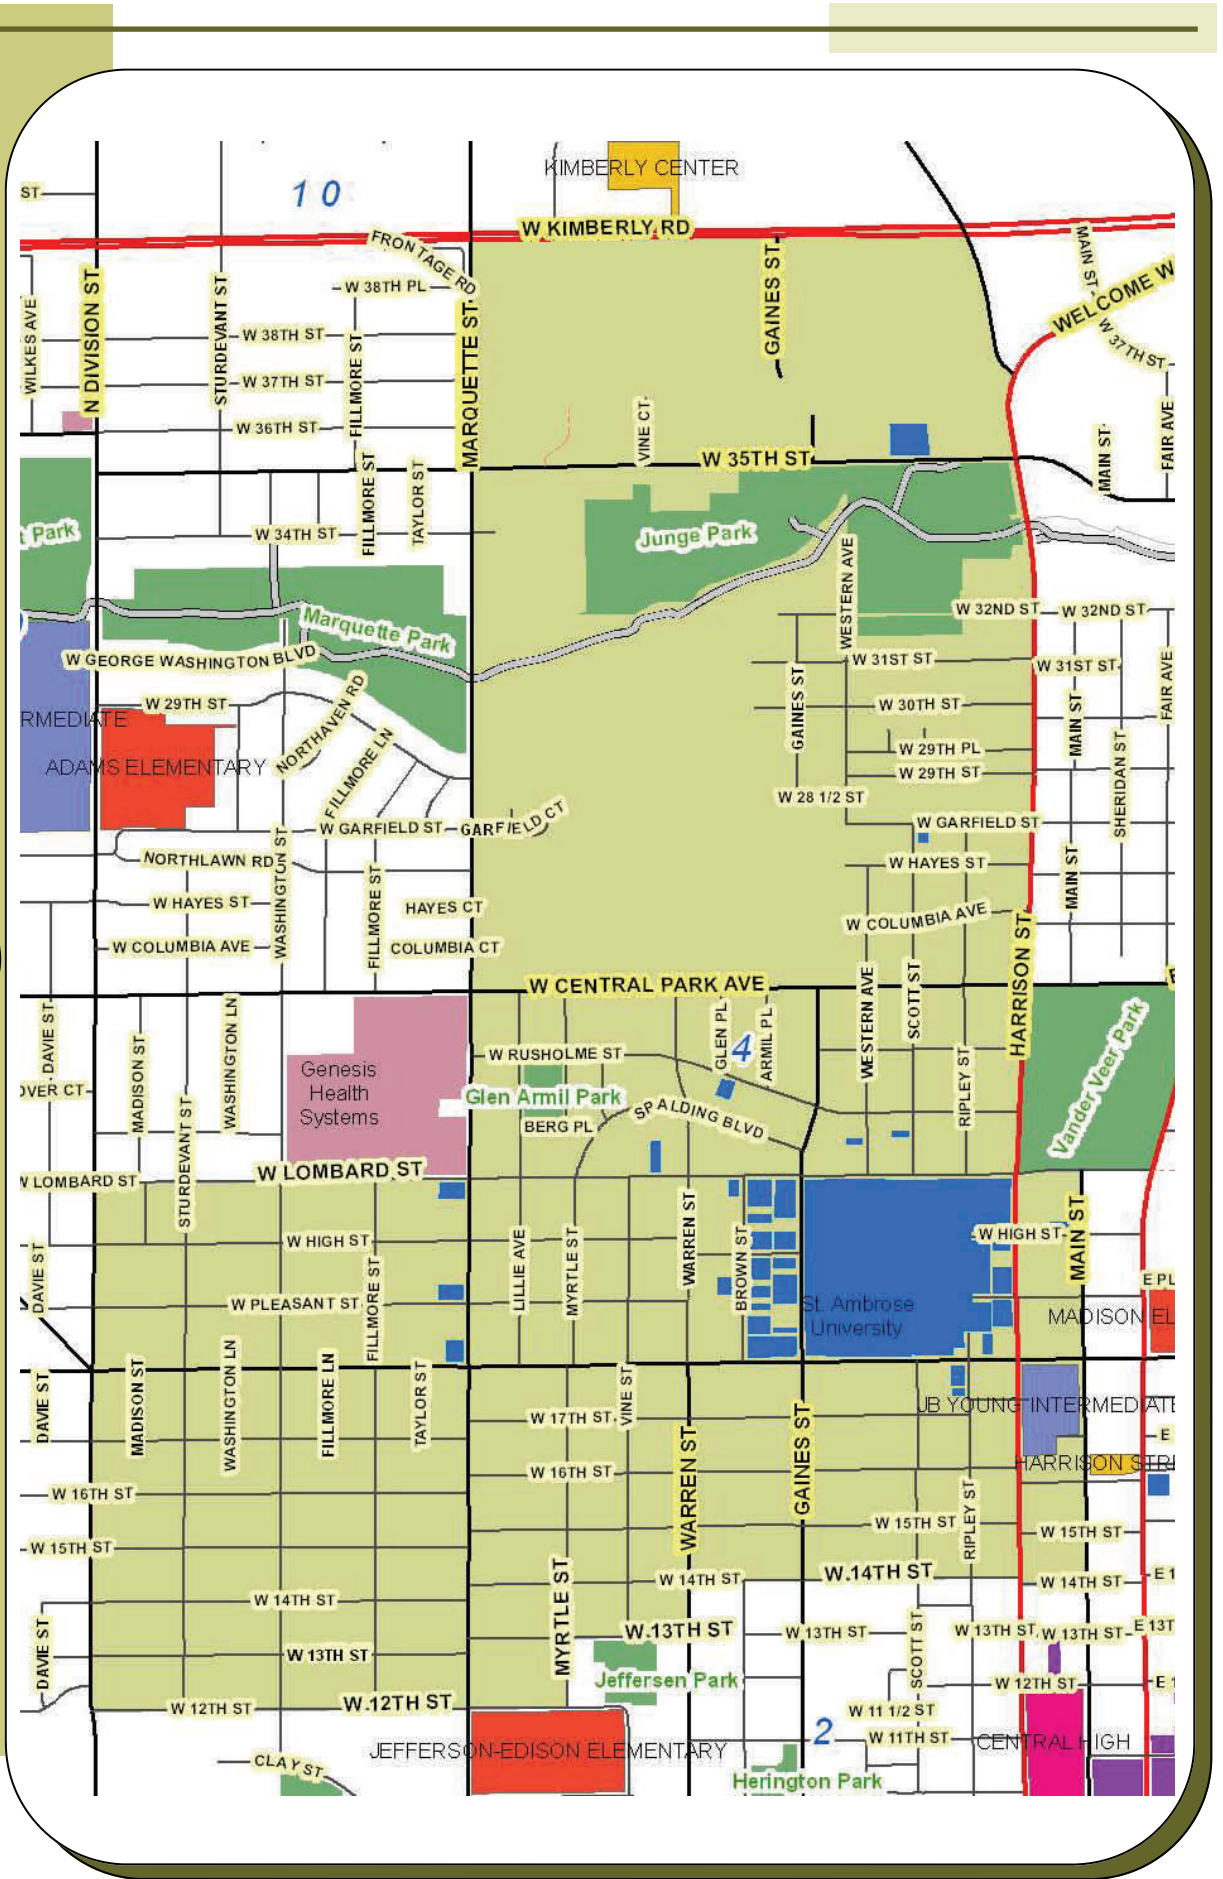 KIMBERLY CENTER
ST
1 0
W KIMBERLY RD
FRONTAGE RD
GAINES ST
MAIN ST
WELCOME W
W 38TH PL
N DIVISION ST
STURDEVANT ST
WILKES AVE
MARQUETTE ST
W 38TH ST
FILLMORE ST
W 37TH ST
W 37TH ST
W 36TH ST
VINE CT
FAIR AVE
MAIN ST
W 35TH ST
FILLMORE ST
TAYLOR ST
t Park
W 34TH ST
Junge Park
WESTERN AVE
W 32ND ST
W 32ND ST
Marquette Park
W GEORGE WASHINGTON BLVD
W 31ST ST
W 31ST ST
FAIR AVE
GAINES ST
W 29TH ST
W 30TH ST
MAIN ST
RMEDIATE
NORTHAVEN RD
W 29TH PL
ADAMS ELEMENTARY
FILLMORE LN
W 29TH ST
SHERIDAN ST
W 28 1/2 ST
W GARFIELD ST
GARFIELD CT
W GARFIELD ST
NORTHLAWN RD
WASHINGTON ST
W HAYES ST
MAIN ST
W HAYES ST
FILLMORE ST
HAYES CT
W COLUMBIA AVE
W COLUMBIA AVE
COLUMBIA CT
HARRISON ST
W CENTRAL PARK AVE
WESTERN AVE
SCOTT ST
DAVIE ST
MADISON ST
WASHINGTON LN
GLEN PL
ARMIL PL
4
W RUSHOLME ST
Vander Veer Park
Genesis
Health
Systems
RIPLEY ST
OVER CT
Glen Armil Park
SPALDING BLVD
BERG PL
STURDEVANT ST
W LOMBARD ST
W LOMBARD ST
W HIGH ST
W HIGH ST
MAIN ST
DAVIE ST
FILLMORE ST
LILLIE AVE
MYRTLE ST
WARREN ST
BROWN ST
E PL
W PLEASANT ST
St. Ambrose
University
MADISON EL
DAVIE ST
MADISON ST
WASHINGTON LN
FILLMORE LN
TAYLOR ST
VINE ST
W 17TH ST
WARREN ST
GAINES ST
JB YOUNG INTERMEDIATE
E
HARRISON STR
W 16TH ST
W 16TH ST
RIPLEY ST
W 15TH ST
W 15TH ST
W 15TH ST
MYRTLE ST
W 14TH ST
W 14TH ST
W 14TH ST
E 1
W 14TH ST
DAVIE ST
W 13TH ST
W 13TH ST
SCOTT ST
W 13TH ST
W 13TH ST
E 13T
W 13TH ST
Jeffersen Park
W 12TH ST
E 1
W 12TH ST
W 12TH ST
W 11 1/2 ST
2
W 11TH ST
CENTRAL HIGH
JEFFERSON-EDISON ELEMENTARY
CLAY ST
Herington Park